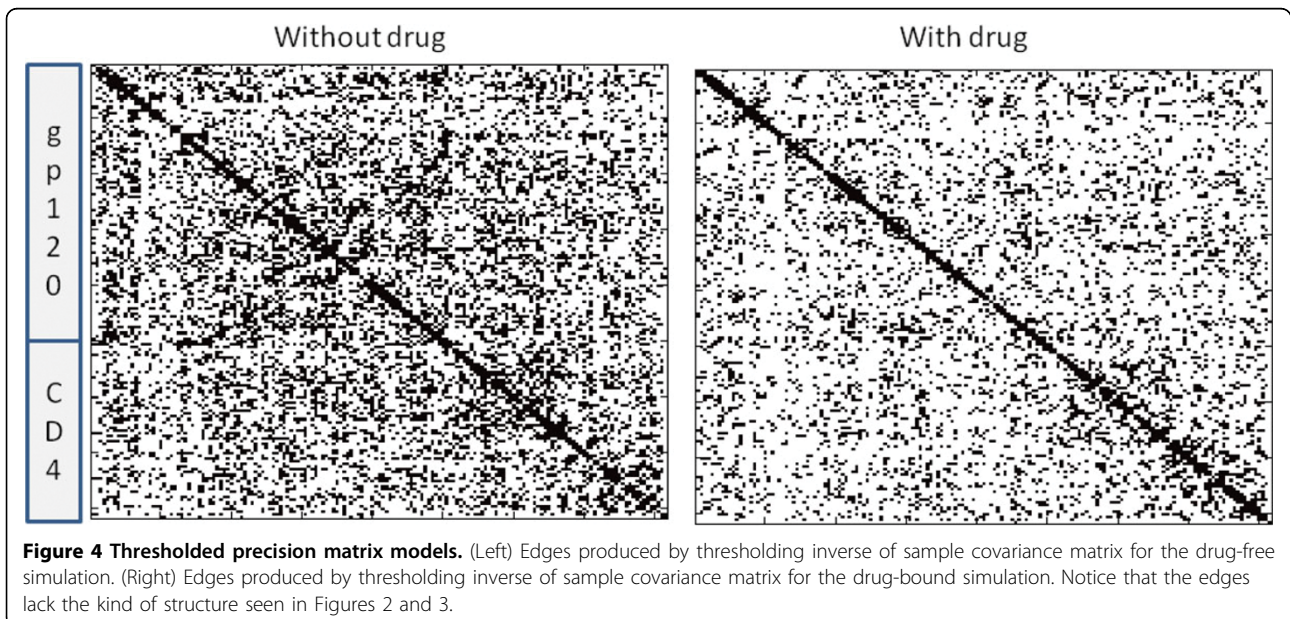 Without drug
With drug
g
p
1
2
0
C
D
4
Figure 4 Thresholded precision matrix models. (Left) Edges produced by thresholding inverse of sample covariance matrix for the drug-free
simulation. (Right) Edges produced by thresholding inverse of sample covariance matrix for the drug-bound simulation. Notice that the edges
lack the kind of structure seen in Figures 2 and 3.